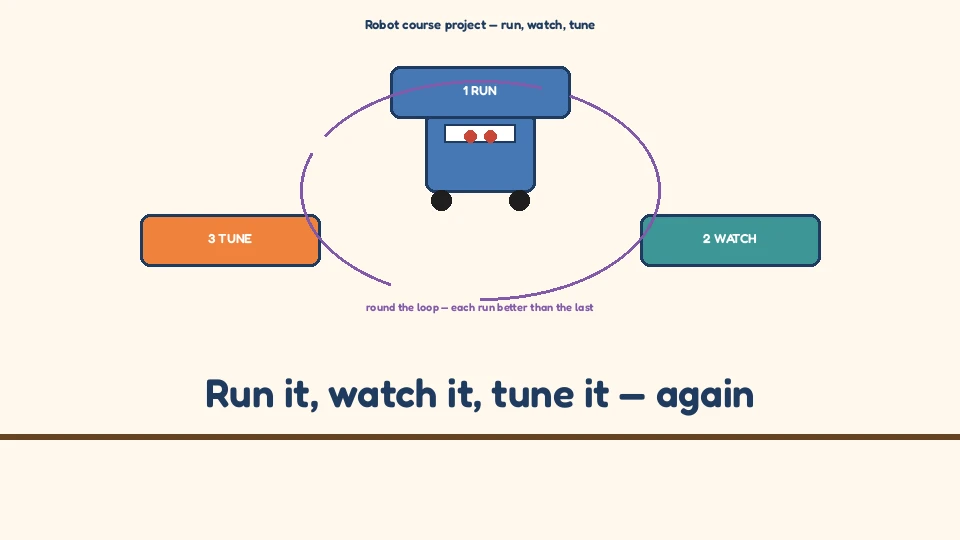 Robot course project — run, watch, tune
1 RUN
3 TUNE
2 WATCH
round the loop — each run better than the last
Run it, watch it, tune it — again